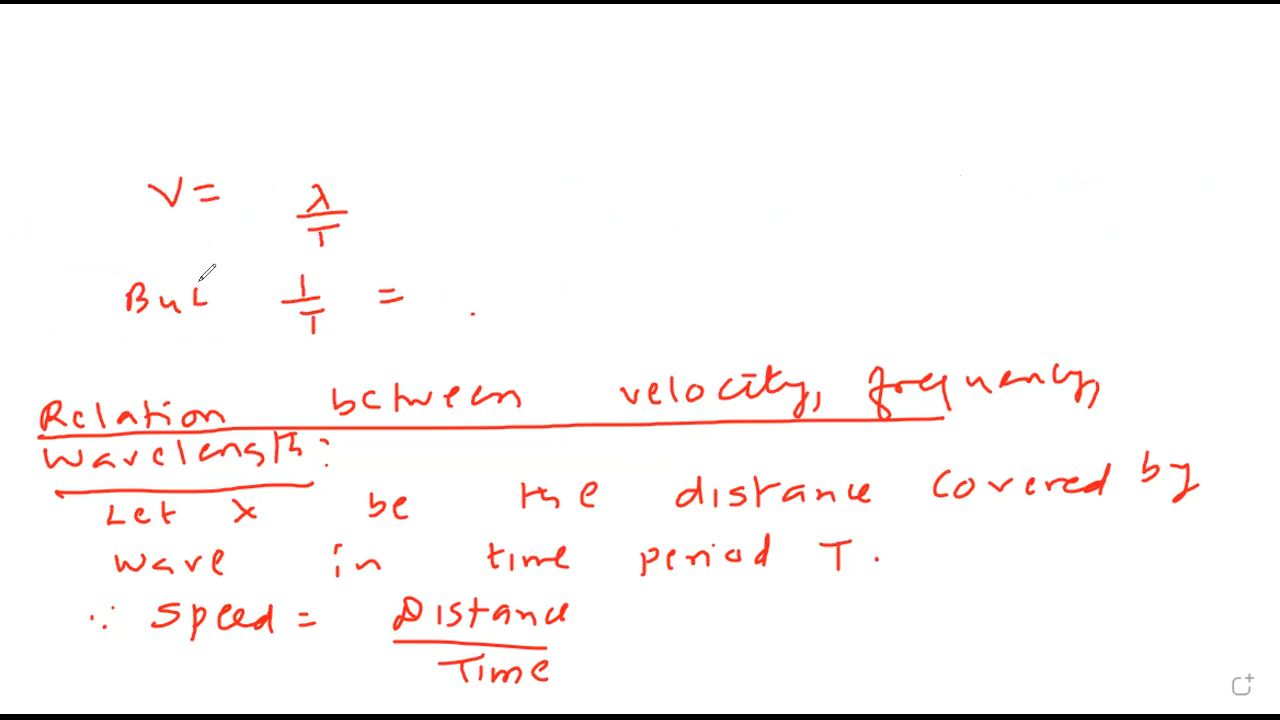 V = λ/T
But 1/T = .
Relation between velocity, frequency,
Wavelength:
Let x be the distance covered by
wave in time period T.
∵ Speed = Distance/Time